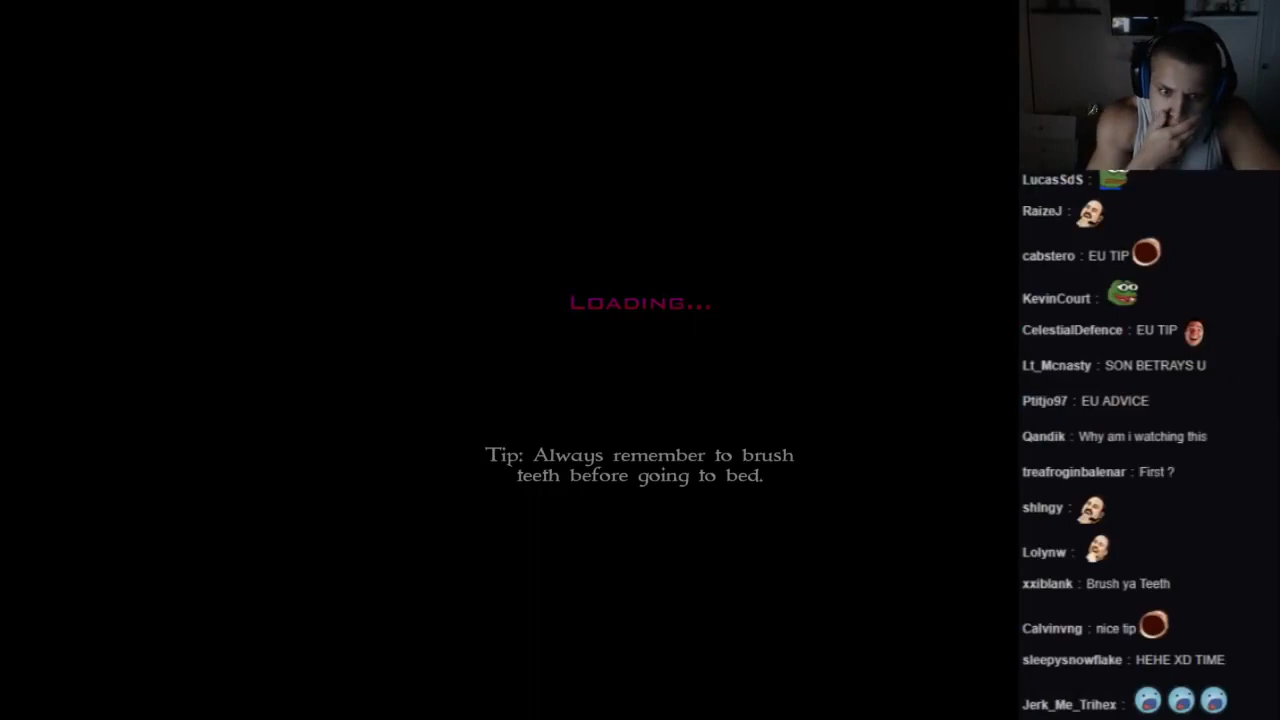 Loading...
Tip: Always remember to brush
teeth before going to bed.
LucasSdS :
RaizeJ :
cabstero : EU TIP
KevinCourt :
CelestialDefence : EU TIP
Lt_Mcnasty : SON BETRAYS U
Ptitjo97 : EU ADVICE
Qandik : Why am i watching this
treafroginbalenar : First ?
shingy :
Lolynw :
xxiblank : Brush ya Teeth
Calvinvng : nice tip
sleepysnowflake : HEHE XD TIME
Jerk_Me_Trihex :